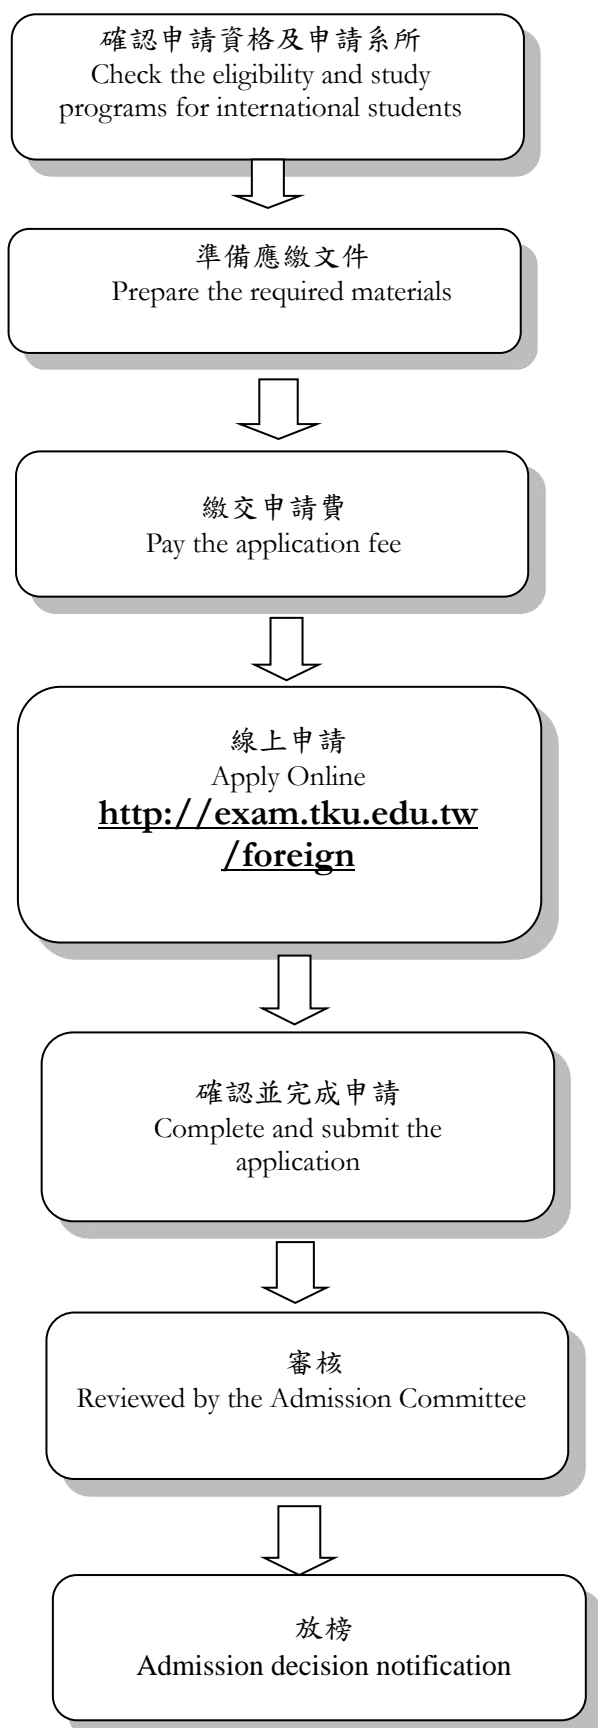 確認申請資格及申請系所
Check the eligibility and study
programs for international students
準備應繳文件
Prepare the required materials
繳交申請費
Pay the application fee
線上申請
Apply Online
http://exam.tku.edu.tw
/foreign
確認並完成申請
Complete and submit the
application
審核
Reviewed by the Admission Committee
放榜
Admission decision notification